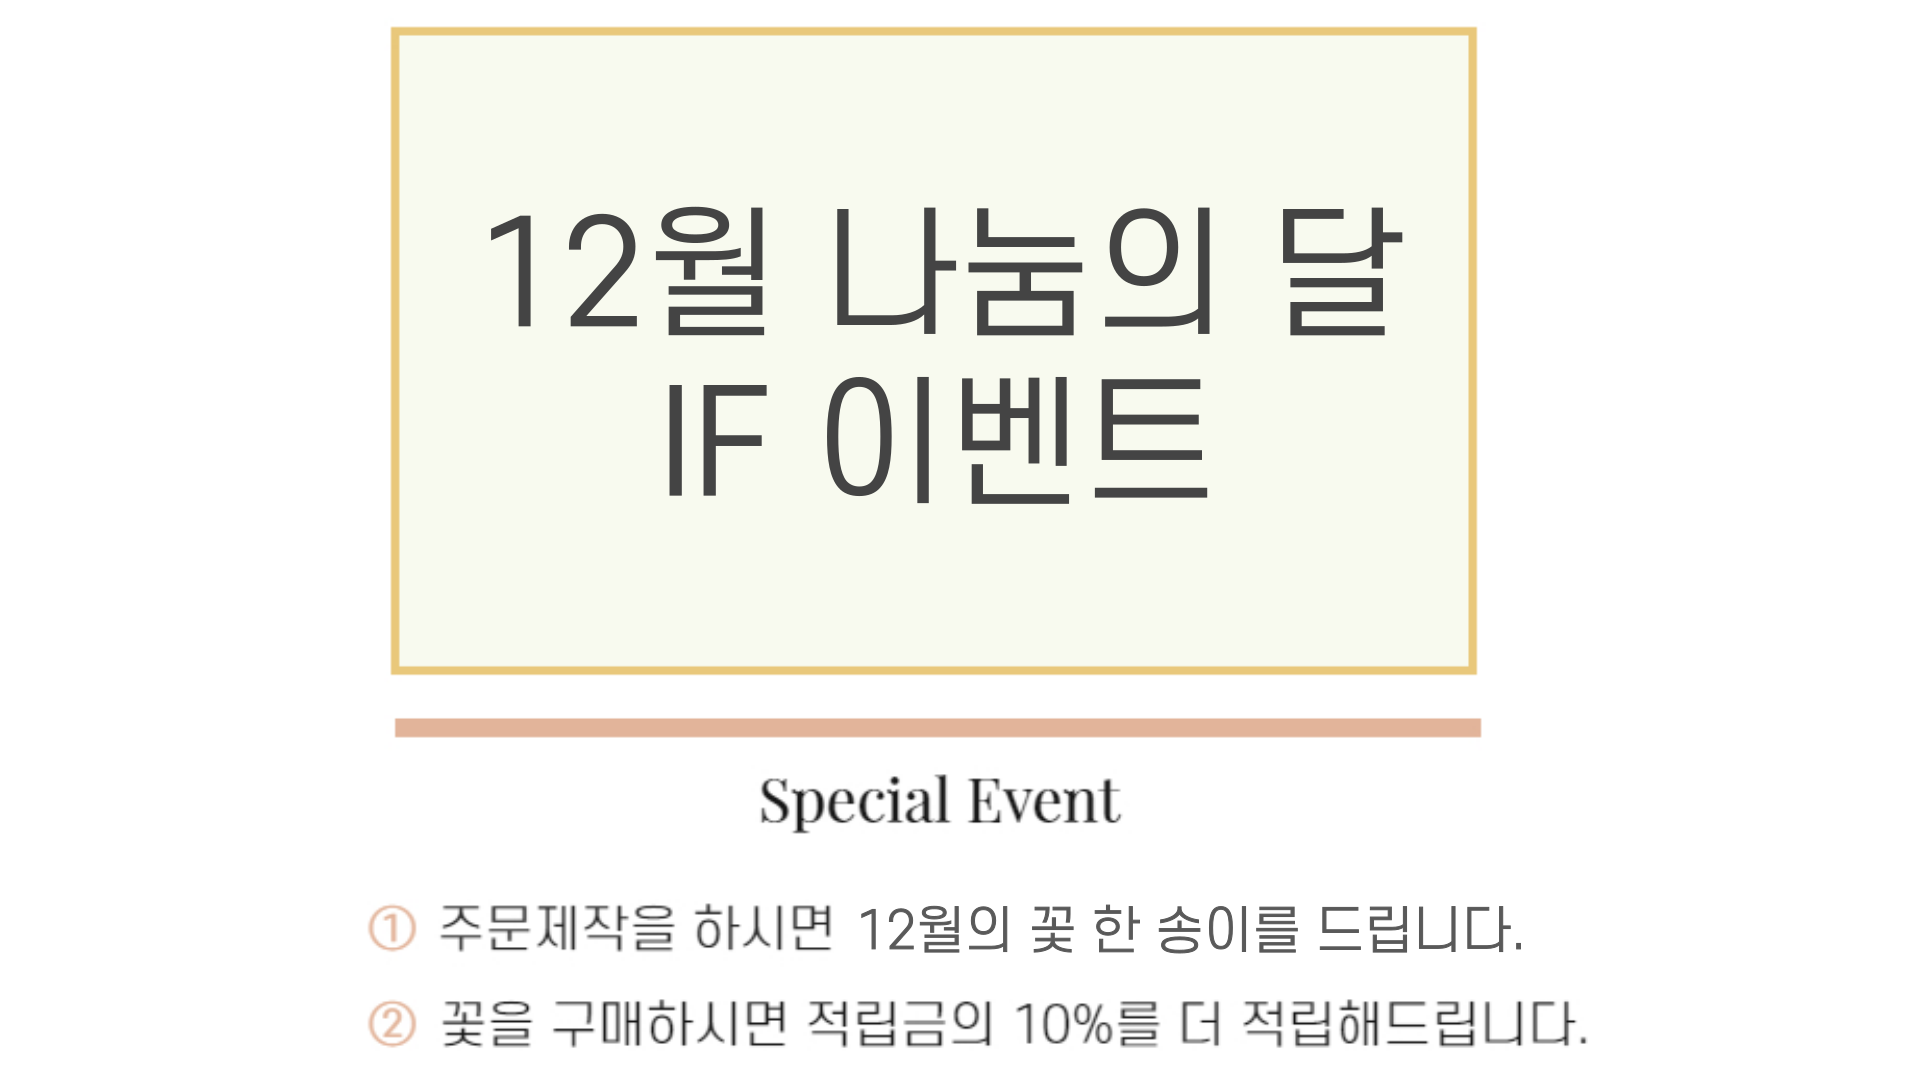 12월 나눔의 달
IF 이벤트
Special Event
① 주문제작을 하시면 12월의 꽃 한 송이를 드립니다.
② 꽃을 구매하시면 적립금의 10%를 더 적립해드립니다.